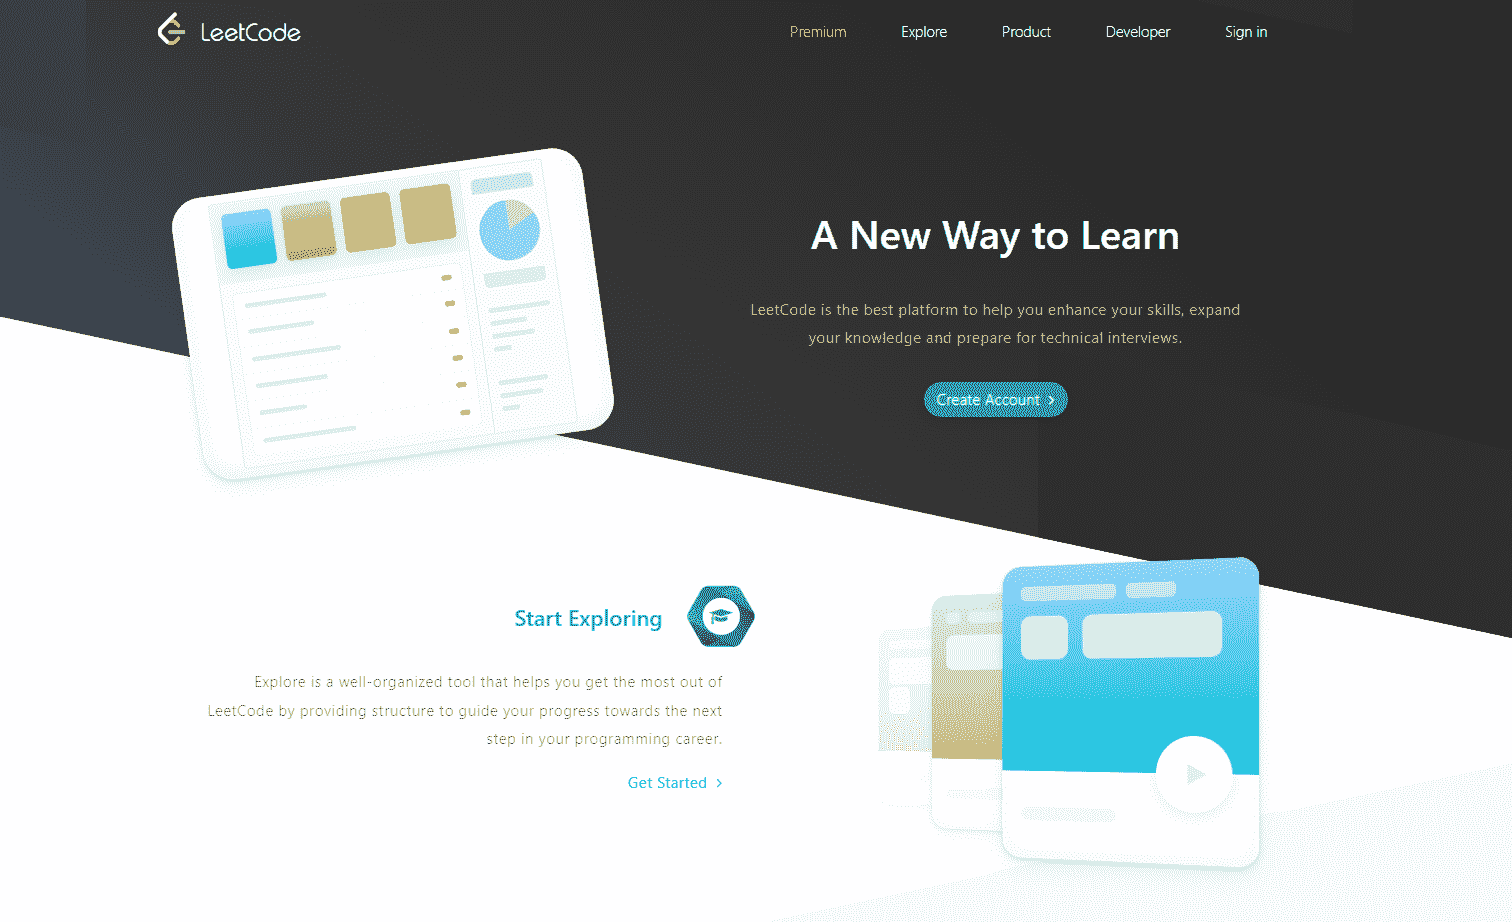 LeetCode
Premium Explore Product Developer Sign in
A New Way to Learn
LeetCode is the best platform to help you enhance your skills, expand
your knowledge and prepare for technical interviews.
Create Account >
Start Exploring
Explore is a well-organized tool that helps you get the most out of
LeetCode by providing structure to guide your progress towards the next
step in your programming career.
Get Started >